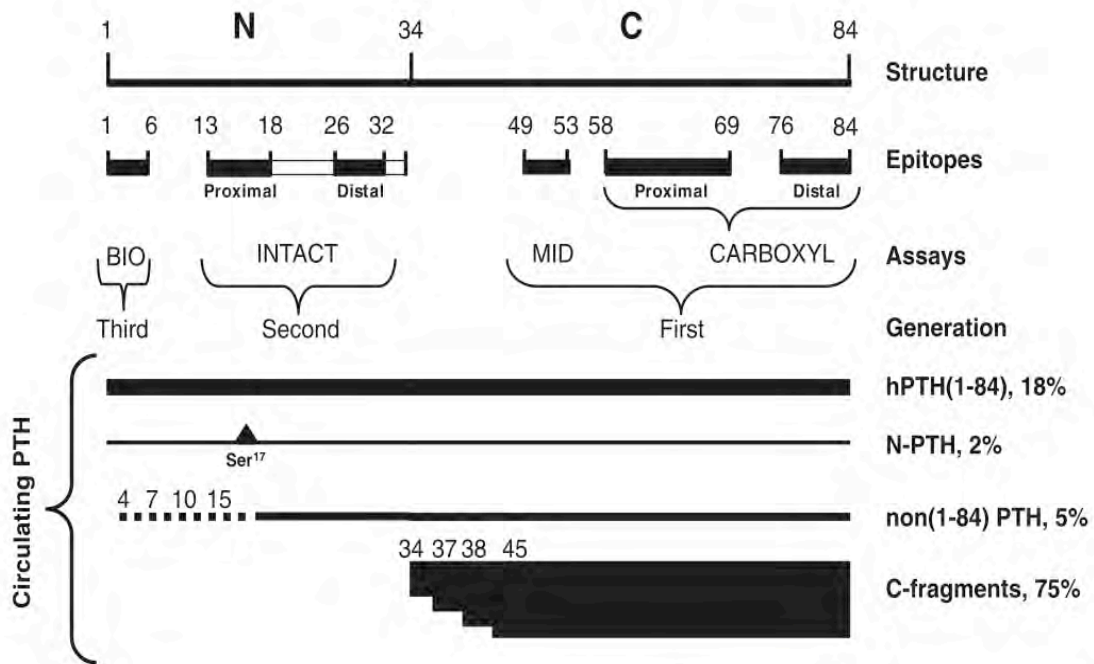 1 N 34 C 84
Structure
1 6 13 18 26 32 49 53 58 69 76 84
Epitopes
Proximal Distal Proximal Distal
BIO INTACT MID CARBOXYL Assays
Third Second First Generation
Circulating PTH
hPTH(1-84), 18%
N-PTH, 2%
Ser17
4 7 10 15
non(1-84) PTH, 5%
34 37 38 45
C-fragments, 75%